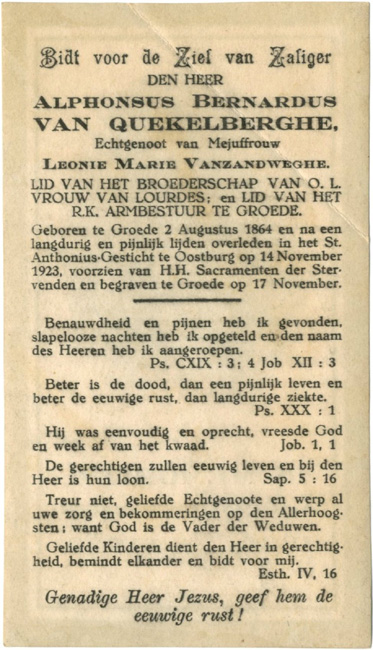 Bidt voor de Ziel van Zaliger
DEN HEER
ALPHONSUS BERNARDUS
VAN QUEKELBERGHE,
Echtgenoot van Mejuffrouw
LEONIE MARIE VANZANDWEGHE.
LID VAN HET BROEDERSCHAP VAN O. L.
VROUW VAN LOURDES; en LID VAN HET
R.K. ARMBESTUUR TE GROEDE.
Geboren te Groede 2 Augustus 1864 en na een
langdurig en pijnlijk lijden overleden in het St.
Anthonius-Gesticht te Oostburg op 14 November
1923, voorzien van H.H. Sacramenten der Ster-
venden en begraven te Groede op 17 November.
Benauwdheid en pijnen heb ik gevonden,
slapelooze nachten heb ik opgeteld en den naam
des Heeren heb ik aangeroepen.
Ps. CXIX : 3; 4 Job XII : 3
Beter is de dood, dan een pijnlijk leven en
beter de eeuwige rust, dan langdurige ziekte.
Ps. XXX : 1
Hij was eenvoudig en oprecht, vreesde God
en week af van het kwaad. Job. 1, 1
De gerechtigen zullen eeuwig leven en bij den
Heer is hun loon. Sap. 5 : 16
Treur niet, geliefde Echtgenoote en werp al
uwe zorg en bekommeringen op den Allerhoog-
sten; want God is de Vader der Weduwen.
Geliefde Kinderen dient den Heer in gerechtig-
heid, bemindt elkander en bidt voor mij.
Esth. IV, 16
Genadige Heer Jezus, geef hem de
eeuwige rust!